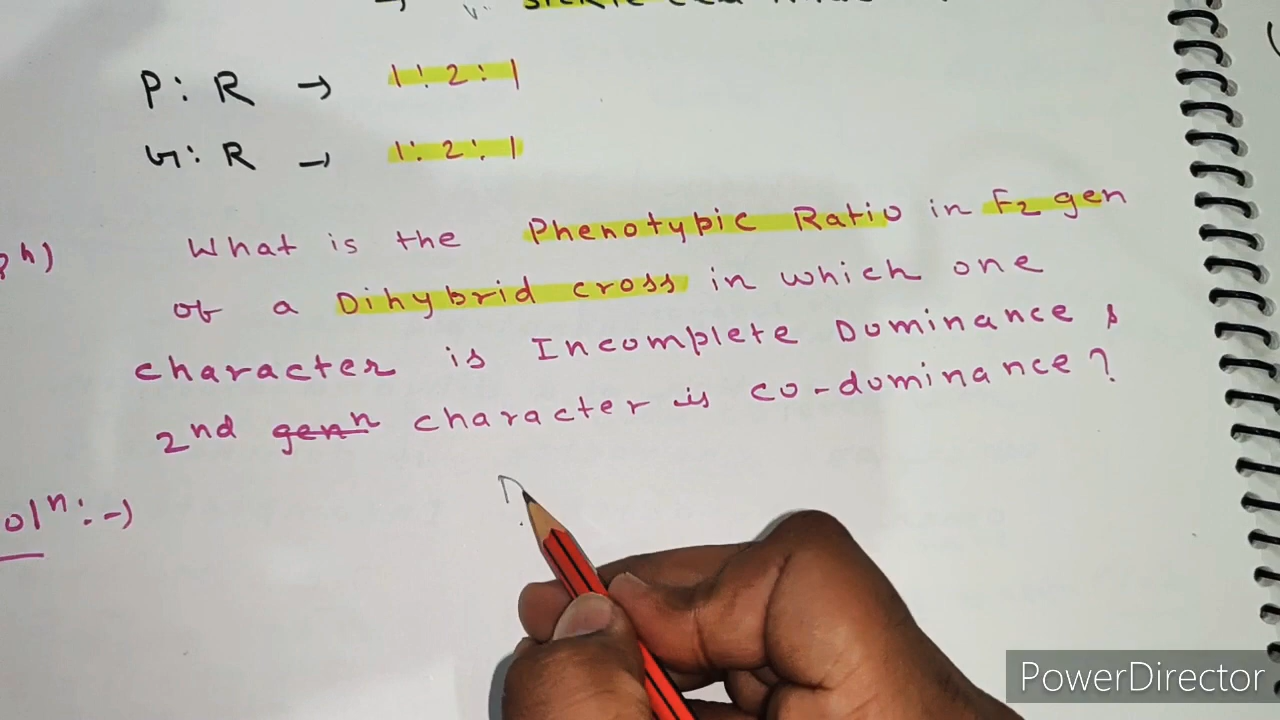 P: R → 1:2:1
G: R → 1:2:1
What is the Phenotypic Ratio in F2 gen
of a Dihybrid cross in which one
character is Incomplete Dominance &
2nd genn character is co-dominance?
olⁿ:→
PowerDirector